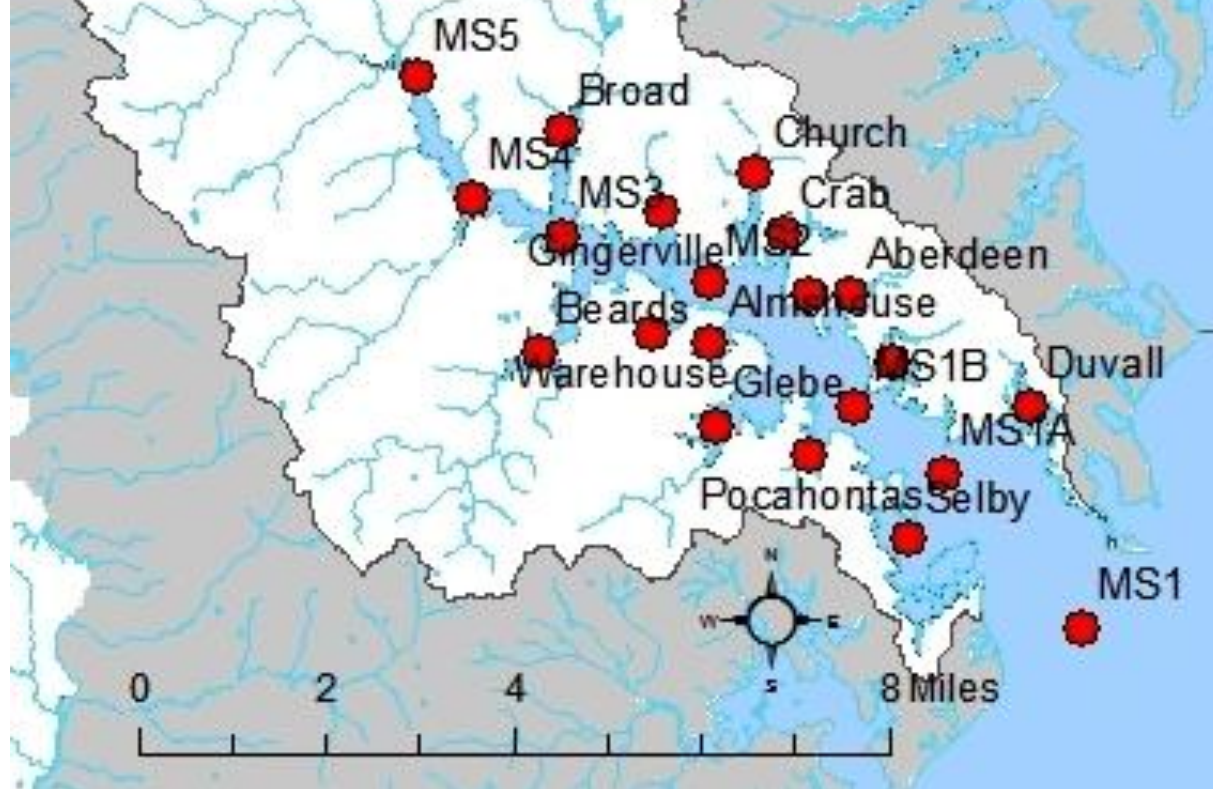 MS5
Broad
Church
MS4
MS3
Crab
Gingerville
MS2
Aberdeen
Beards
Almshouse
Warehouse
Glebe
MS1B
Duvall
MS1A
Pocahontas
Selby
N
MS1
W
E
S
0 2 4 8 Miles